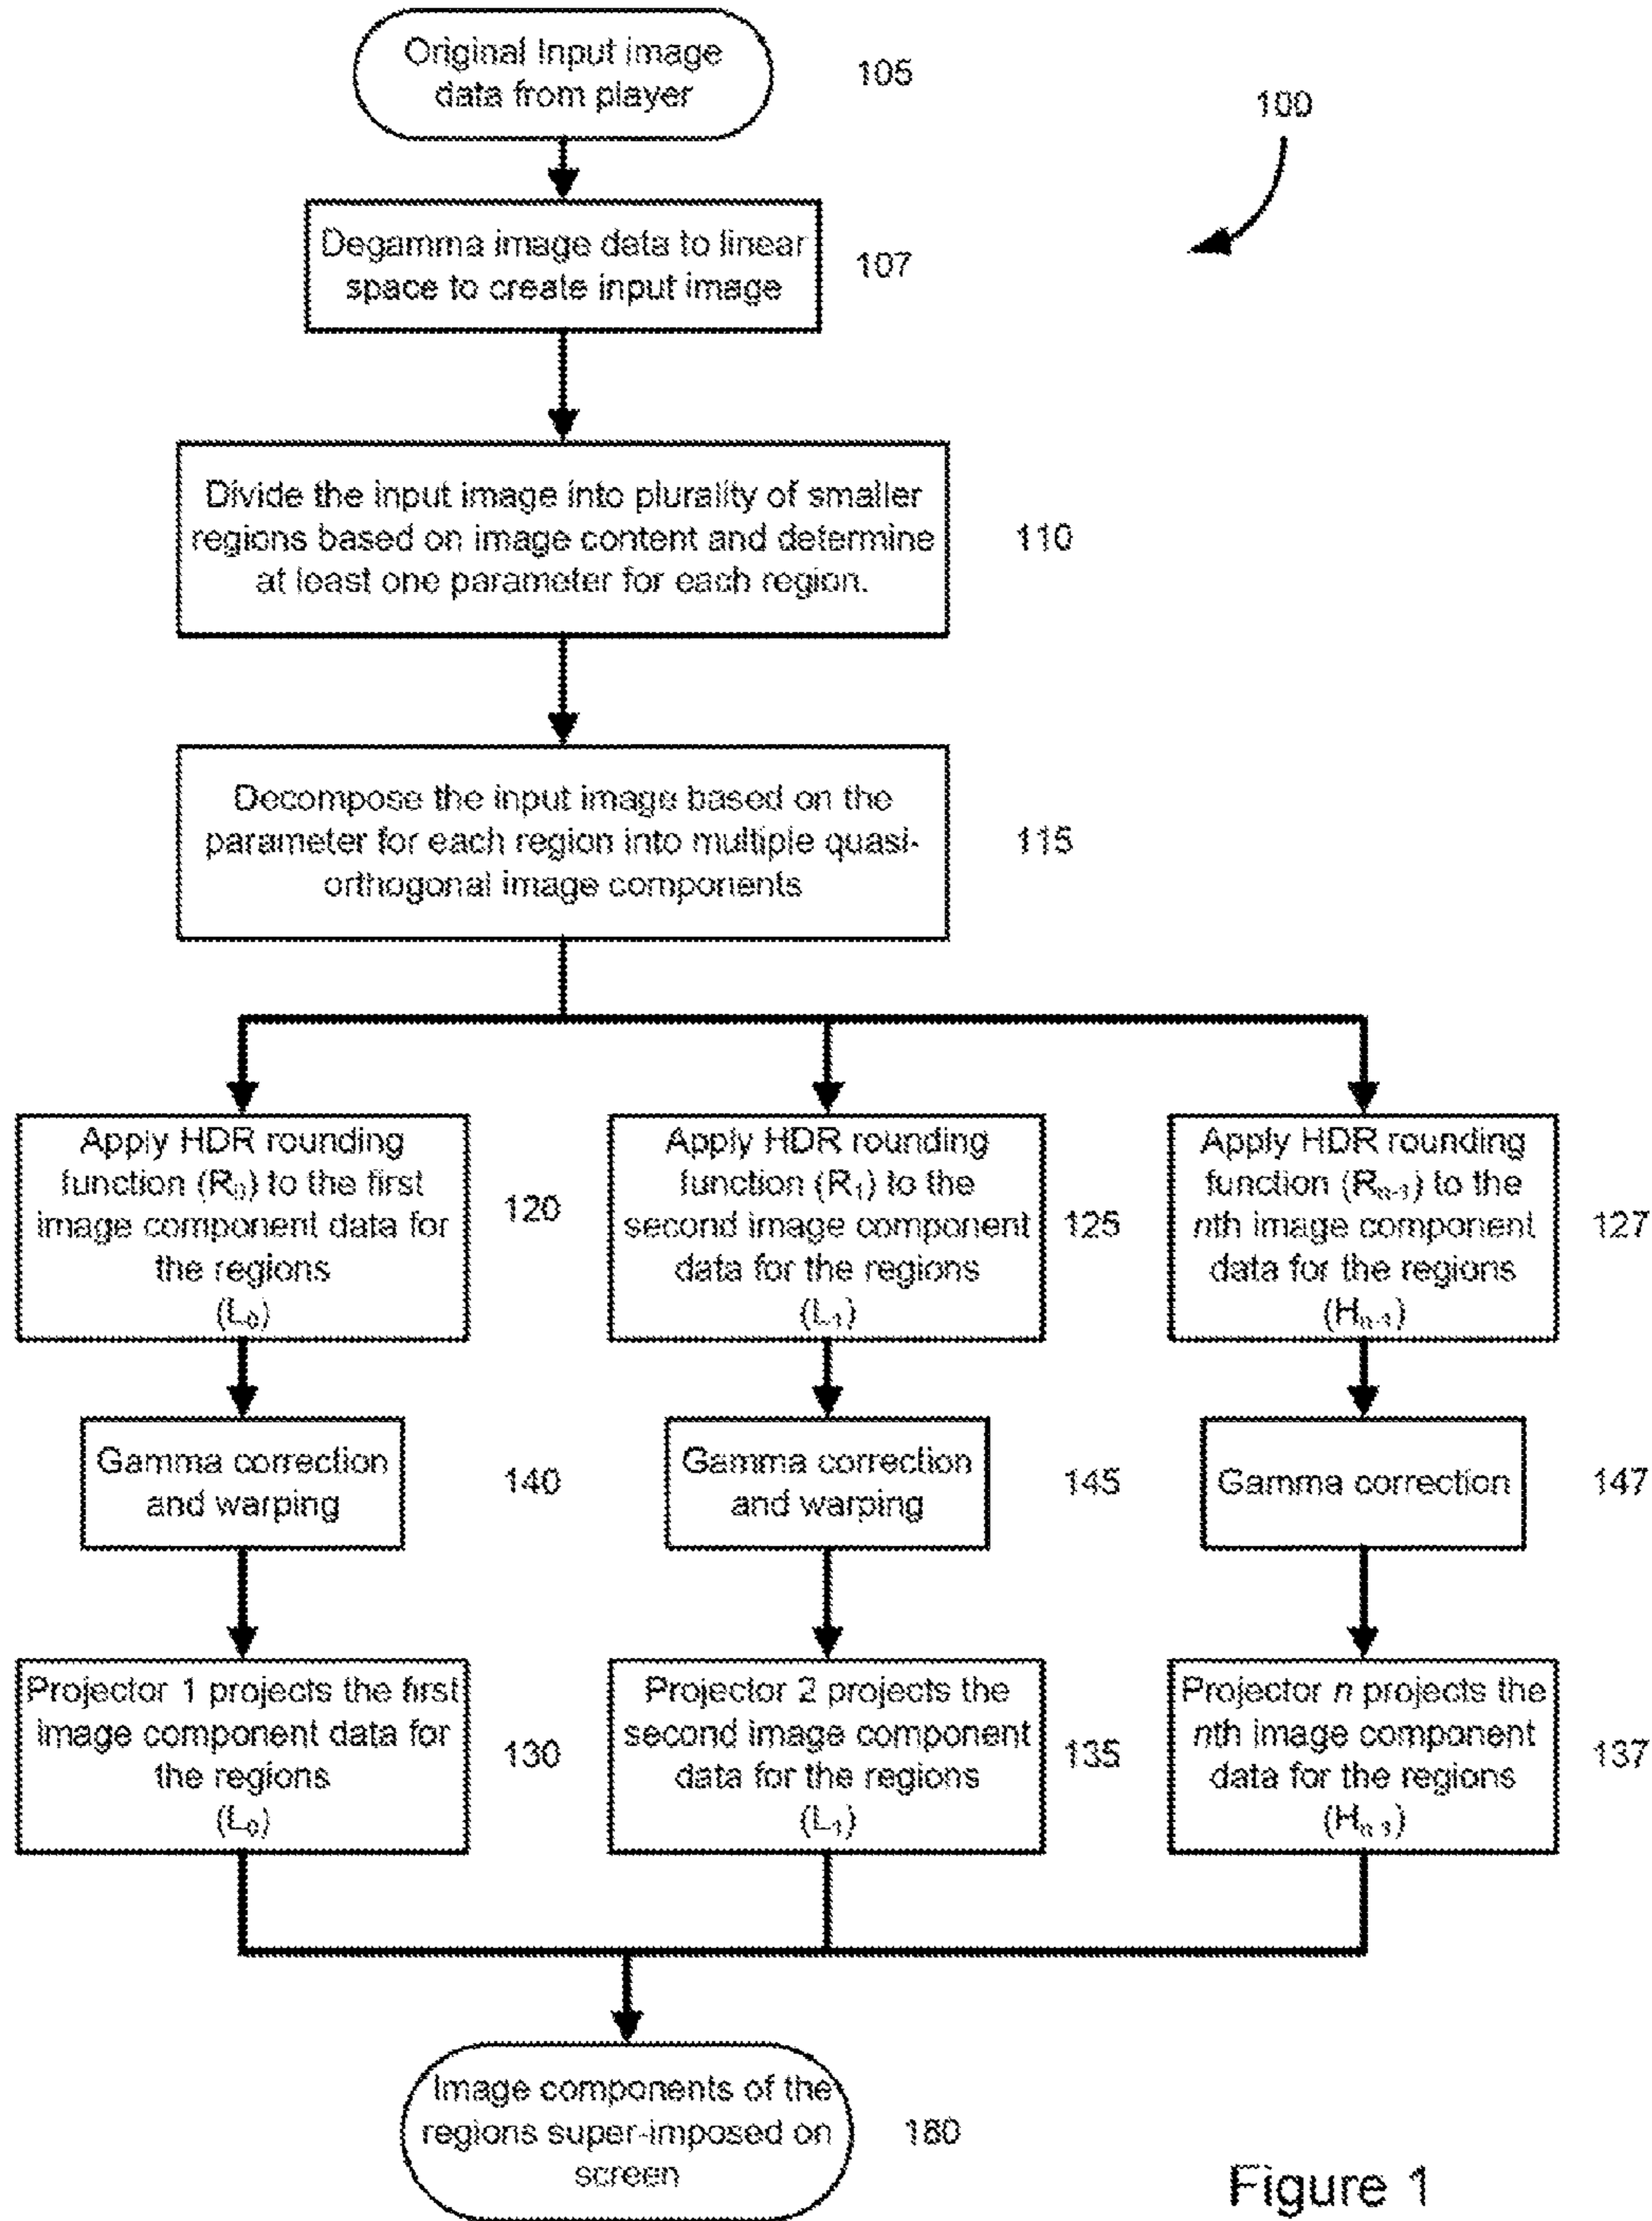 Original Input image
data from player
105
100
Degamma image data to linear
space to create input image
107
Divide the input image into plurality of smaller
regions based on image content and determine
at least one parameter for each region.
110
Decompose the input image based on the
parameter for each region into multiple quasi-
orthogonal image components
115
Apply HDR rounding
function (R₀) to the first
image component data for
the regions
(L₀)
120
Apply HDR rounding
function (R₁) to the
second image component
data for the regions
(L₁)
125
Apply HDR rounding
function (Rₙ₋₁) to the
nth image component
data for the regions
(Hₙ₋₁)
127
Gamma correction
and warping
140
Gamma correction
and warping
145
Gamma correction
147
Projector 1 projects the first
image component data for
the regions
(L₀)
130
Projector 2 projects the
second image component
data for the regions
(L₁)
135
Projector n projects the
nth image component
data for the regions
(Hₙ₋₁)
137
Image components of the
regions super-imposed on
screen
180
Figure 1